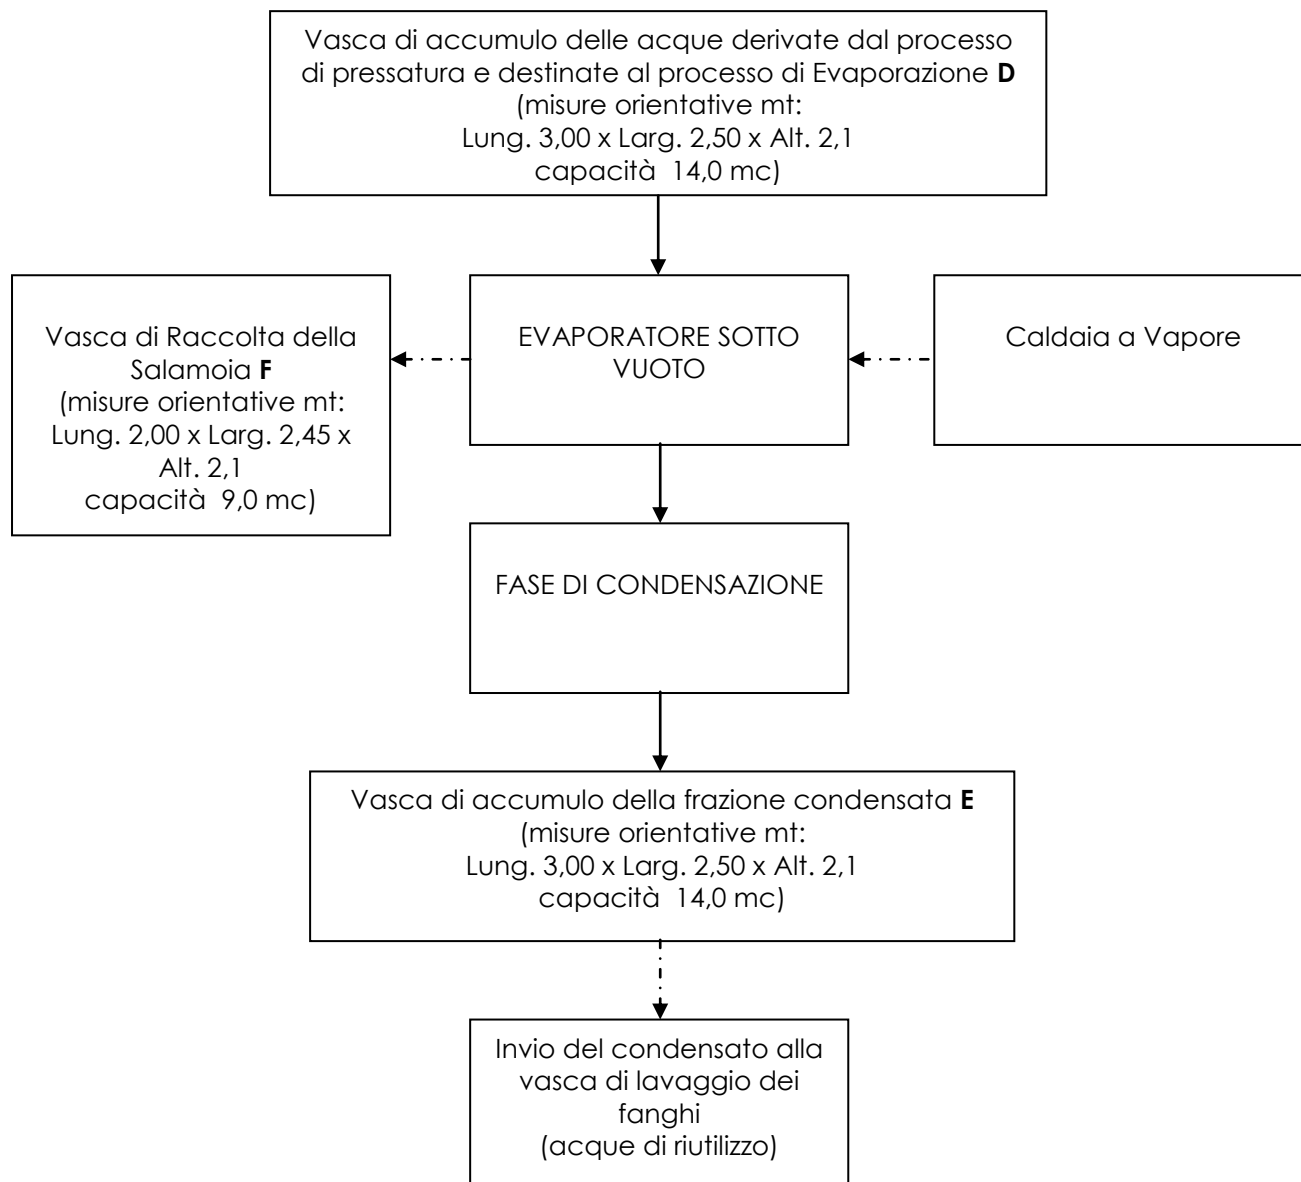 Vasca di accumulo delle acque derivate dal processo
di pressatura e destinate al processo di Evaporazione D
(misure orientative mt:
Lung. 3,00 x Larg. 2,50 x Alt. 2,1
capacità 14,0 mc)
Vasca di Raccolta della
Salamoia F
(misure orientative mt:
Lung. 2,00 x Larg. 2,45 x
Alt. 2,1
capacità 9,0 mc)
EVAPORATORE SOTTO
VUOTO
Caldaia a Vapore
FASE DI CONDENSAZIONE
Vasca di accumulo della frazione condensata E
(misure orientative mt:
Lung. 3,00 x Larg. 2,50 x Alt. 2,1
capacità 14,0 mc)
Invio del condensato alla
vasca di lavaggio dei
fanghi
(acque di riutilizzo)